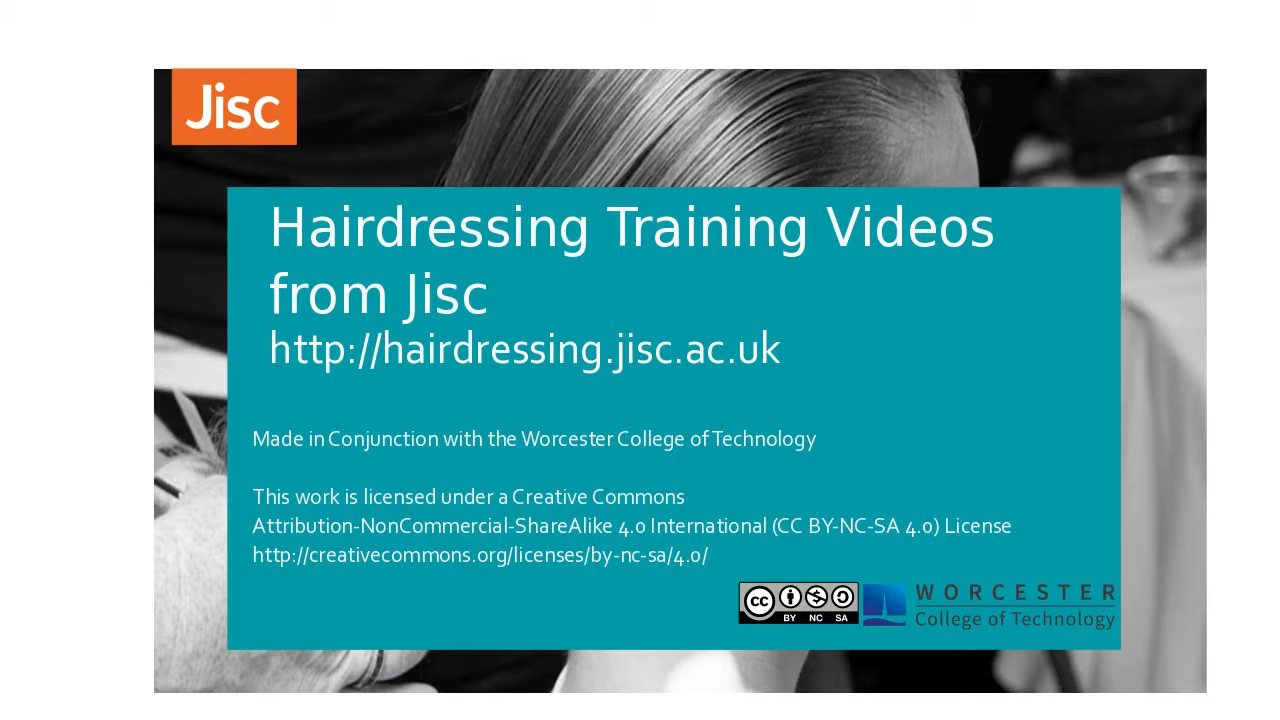 Jisc
Hairdressing Training Videos
from Jisc
http://hairdressing.jisc.ac.uk
Made in Conjunction with the Worcester College of Technology
This work is licensed under a Creative Commons
Attribution-NonCommercial-ShareAlike 4.0 International (CC BY-NC-SA 4.0) License
http://creativecommons.org/licenses/by-nc-sa/4.0/
cc BY NC SA
WORCESTER
College of Technology